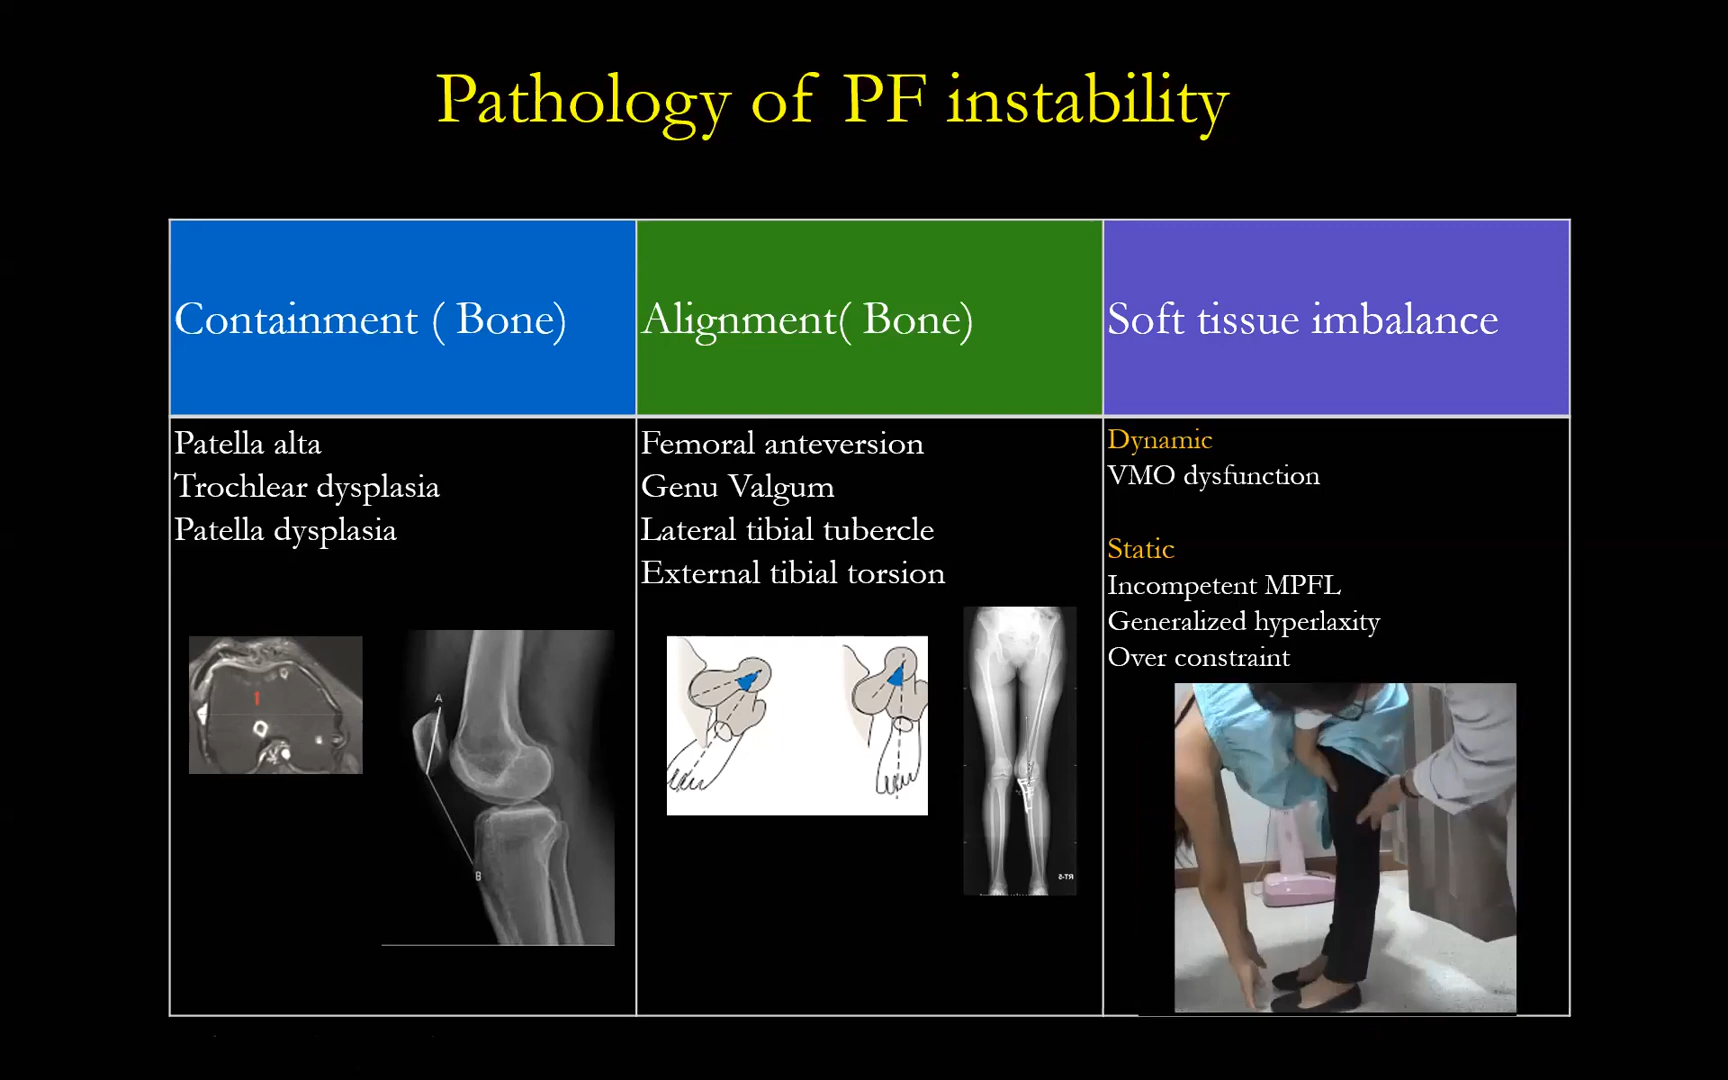 Pathology of PF instability
Containment ( Bone)
Alignment( Bone)
Soft tissue imbalance
Patella alta
Trochlear dysplasia
Patella dysplasia
A
B
Femoral anteversion
Genu Valgum
Lateral tibial tubercle
External tibial torsion
Dynamic
VMO dysfunction
Static
Incompetent MPFL
Generalized hyperlaxity
Over constraint